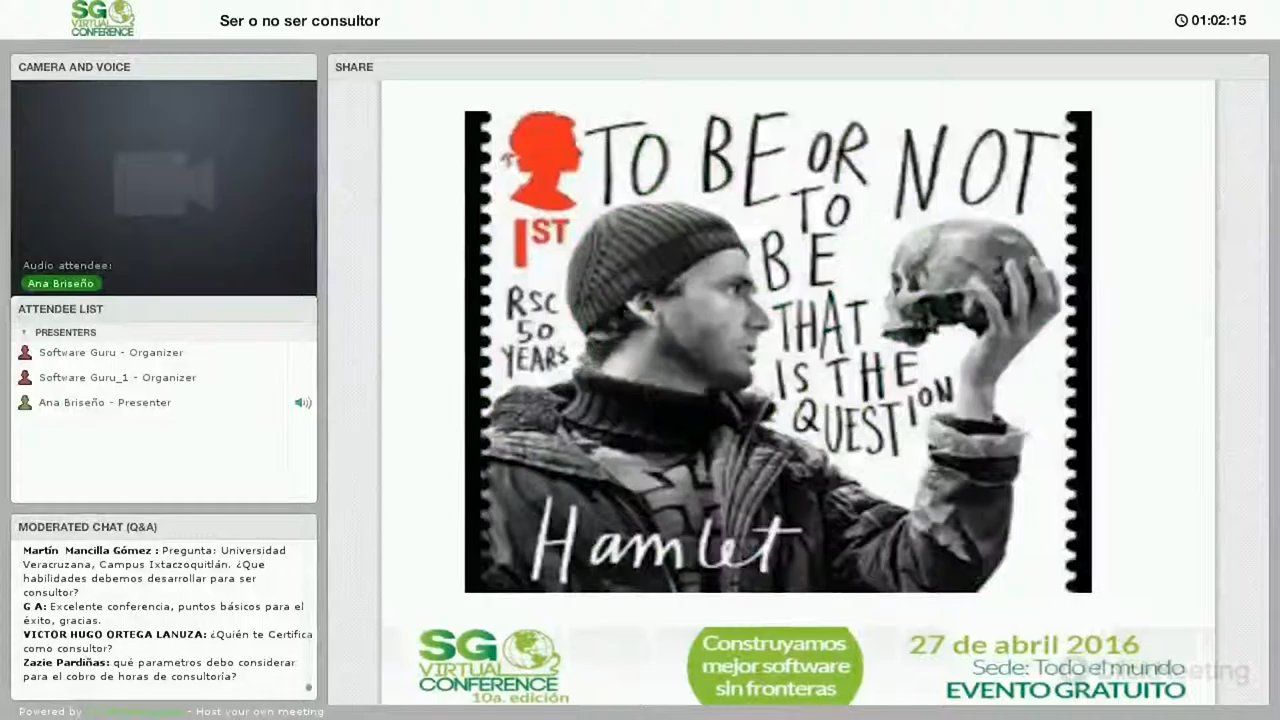 SG
VIRTUAL
CONFERENCE
Ser o no ser consultor
01:02:15
CAMERA AND VOICE
Audio attendee:
Ana Briseño
ATTENDEE LIST
PRESENTERS
Software Guru - Organizer
Software Guru_1 - Organizer
Ana Briseño - Presenter
MODERATED CHAT (Q&A)
Martín Mancilla Gómez : Pregunta: Universidad
Veracruzana, Campus Ixtaczoquitlán. ¿Que
habilidades debemos desarrollar para ser
consultor?
G A: Excelente conferencia, puntos básicos para el
éxito, gracias.
VICTOR HUGO ORTEGA LANUZA: ¿Quién te Certifica
como consultor?
Zazie Pardiñas: qué parametros debo considerar
para el cobro de horas de consultoría?
Powered by
- Host your own meeting
SHARE
TO BE OR NOT
TO
BE
THAT
IS THE
QUESTION
1ST
RSC
50
YEARS
Hamlet
SG
VIRTUAL
CONFERENCE
10a. edición
Construyamos
mejor software
sin fronteras
27 de abril 2016
Sede: Todo el mundo
EVENTO GRATUITO